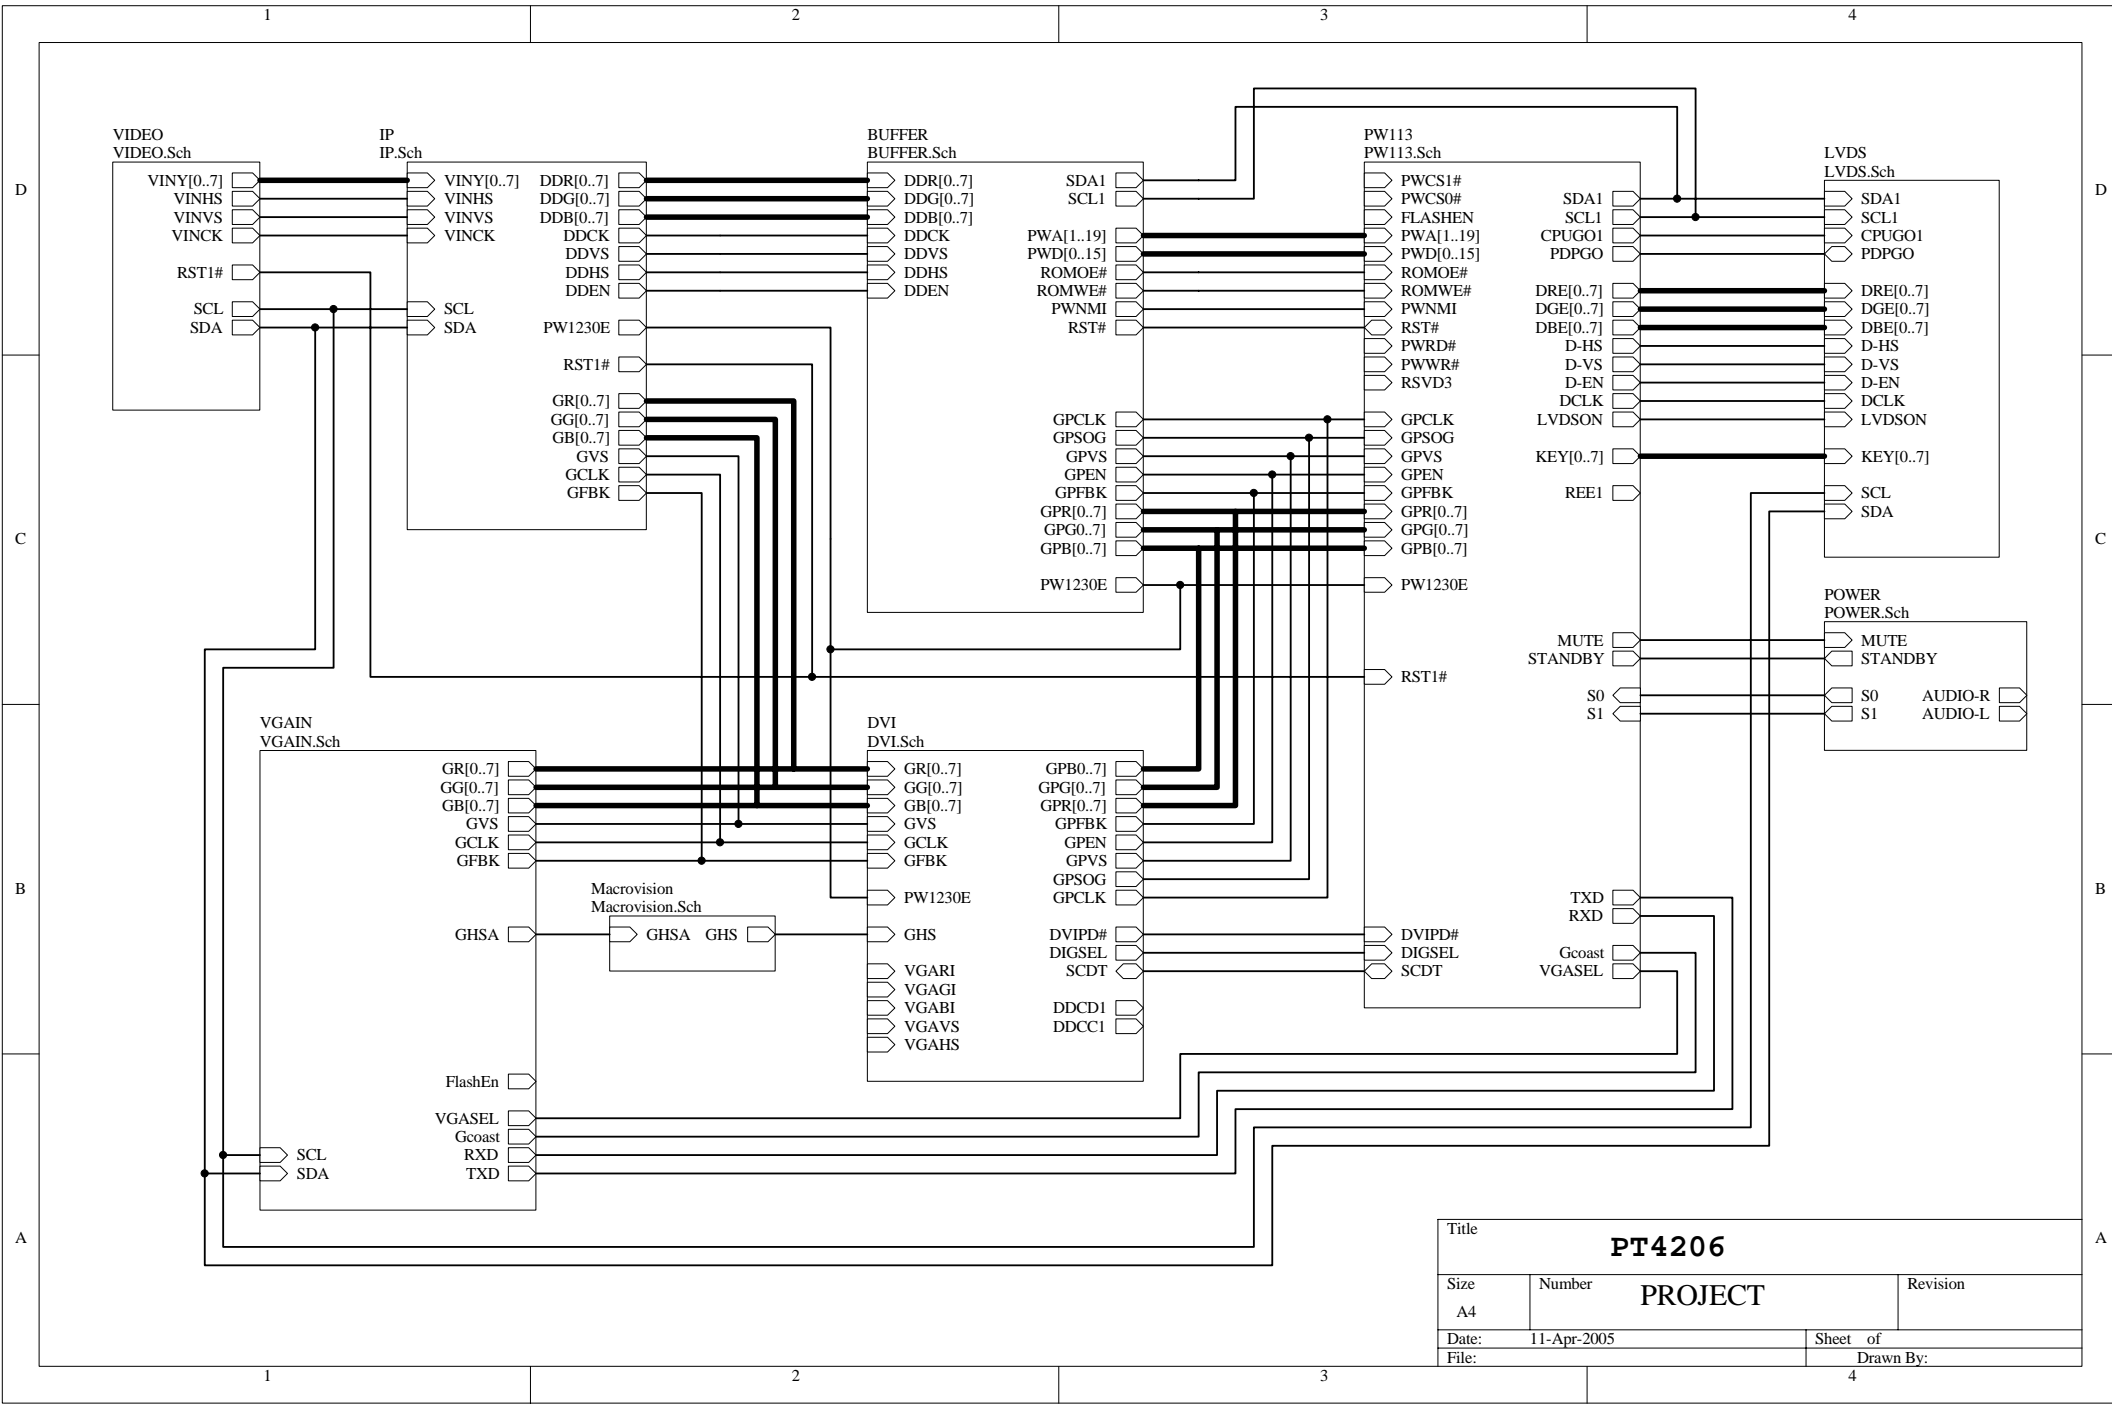 1 2 3 4
D
C
B
A
D
C
B
A
VIDEO
VIDEO.Sch
VINY[0..7]
VINHS
VINVS
VINCK
RST1#
SCL
SDA
IP
IP.Sch
VINY[0..7]
VINHS
VINVS
VINCK
SCL
SDA
DDR[0..7]
DDG[0..7]
DDB[0..7]
DDCK
DDVS
DDHS
DDEN
PW1230E
RST1#
GR[0..7]
GG[0..7]
GB[0..7]
GVS
GCLK
GFBK
BUFFER
BUFFER.Sch
DDR[0..7]
DDG[0..7]
DDB[0..7]
DDCK
DDVS
DDHS
DDEN
SDA1
SCL1
PWA[1..19]
PWD[0..15]
ROMOE#
ROMWE#
PWNMI
RST#
GPCLK
GPSOG
GPVS
GPEN
GPFBK
GPR[0..7]
GPG0..7]
GPB[0..7]
PW1230E
PW113
PW113.Sch
PWCS1#
PWCS0#
FLASHEN
PWA[1..19]
PWD[0..15]
ROMOE#
ROMWE#
PWNMI
RST#
PWRD#
PWWR#
RSVD3
GPCLK
GPSOG
GPVS
GPEN
GPFBK
GPR[0..7]
GPG[0..7]
GPB[0..7]
PW1230E
RST1#
DVIPD#
DIGSEL
SCDT
SDA1
SCL1
CPUGO1
PDPGO
DRE[0..7]
DGE[0..7]
DBE[0..7]
D-HS
D-VS
D-EN
DCLK
LVDSON
KEY[0..7]
REE1
MUTE
STANDBY
S0
S1
TXD
RXD
Gcoast
VGASEL
LVDS
LVDS.Sch
SDA1
SCL1
CPUGO1
PDPGO
DRE[0..7]
DGE[0..7]
DBE[0..7]
D-HS
D-VS
D-EN
DCLK
LVDSON
KEY[0..7]
SCL
SDA
POWER
POWER.Sch
MUTE
STANDBY
S0
S1
AUDIO-R
AUDIO-L
VGAIN
VGAIN.Sch
GR[0..7]
GG[0..7]
GB[0..7]
GVS
GCLK
GFBK
GHSA
FlashEn
VGASEL
Gcoast
RXD
TXD
SCL
SDA
Macrovision
Macrovision.Sch
GHSA GHS
DVI
DVI.Sch
GR[0..7]
GG[0..7]
GB[0..7]
GVS
GCLK
GFBK
PW1230E
GHS
VGARI
VGAGI
VGABI
VGAVS
VGAHS
GPB0..7]
GPG[0..7]
GPR[0..7]
GPFBK
GPEN
GPVS
GPSOG
GPCLK
DVIPD#
DIGSEL
SCDT
DDCD1
DDCC1
Title
PT4206
Size
A4
Number
PROJECT
Revision
Date: 11-Apr-2005
Sheet of
File:
Drawn By:
1 2 3 4